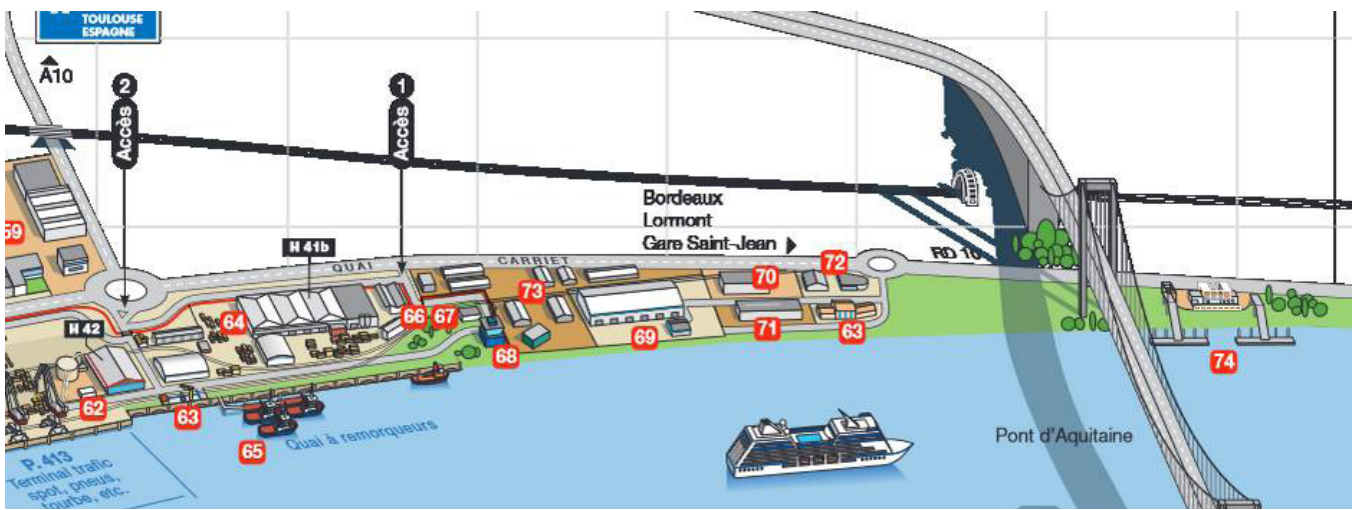 TOULOUSE
ESPAGNE
A10
2
Accès
1
Accès
Bordeaux
Lormont
Gare Saint-Jean
RD 10
59
H 41b
QUAI CARRIET
70
72
73
64
66
67
H 42
68
69
71
63
74
62
63
65
Quai à remorqueurs
Pont d'Aquitaine
P. 413
Terminal trafic
spot, pneus,
tourbe, etc.